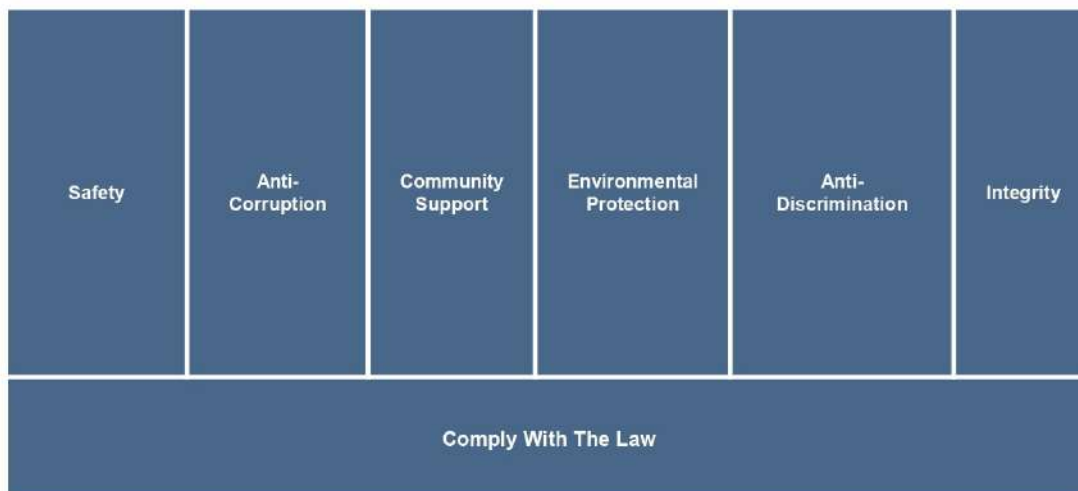 Safety
Anti-
Corruption
Community
Support
Environmental
Protection
Anti-
Discrimination
Integrity
Comply With The Law